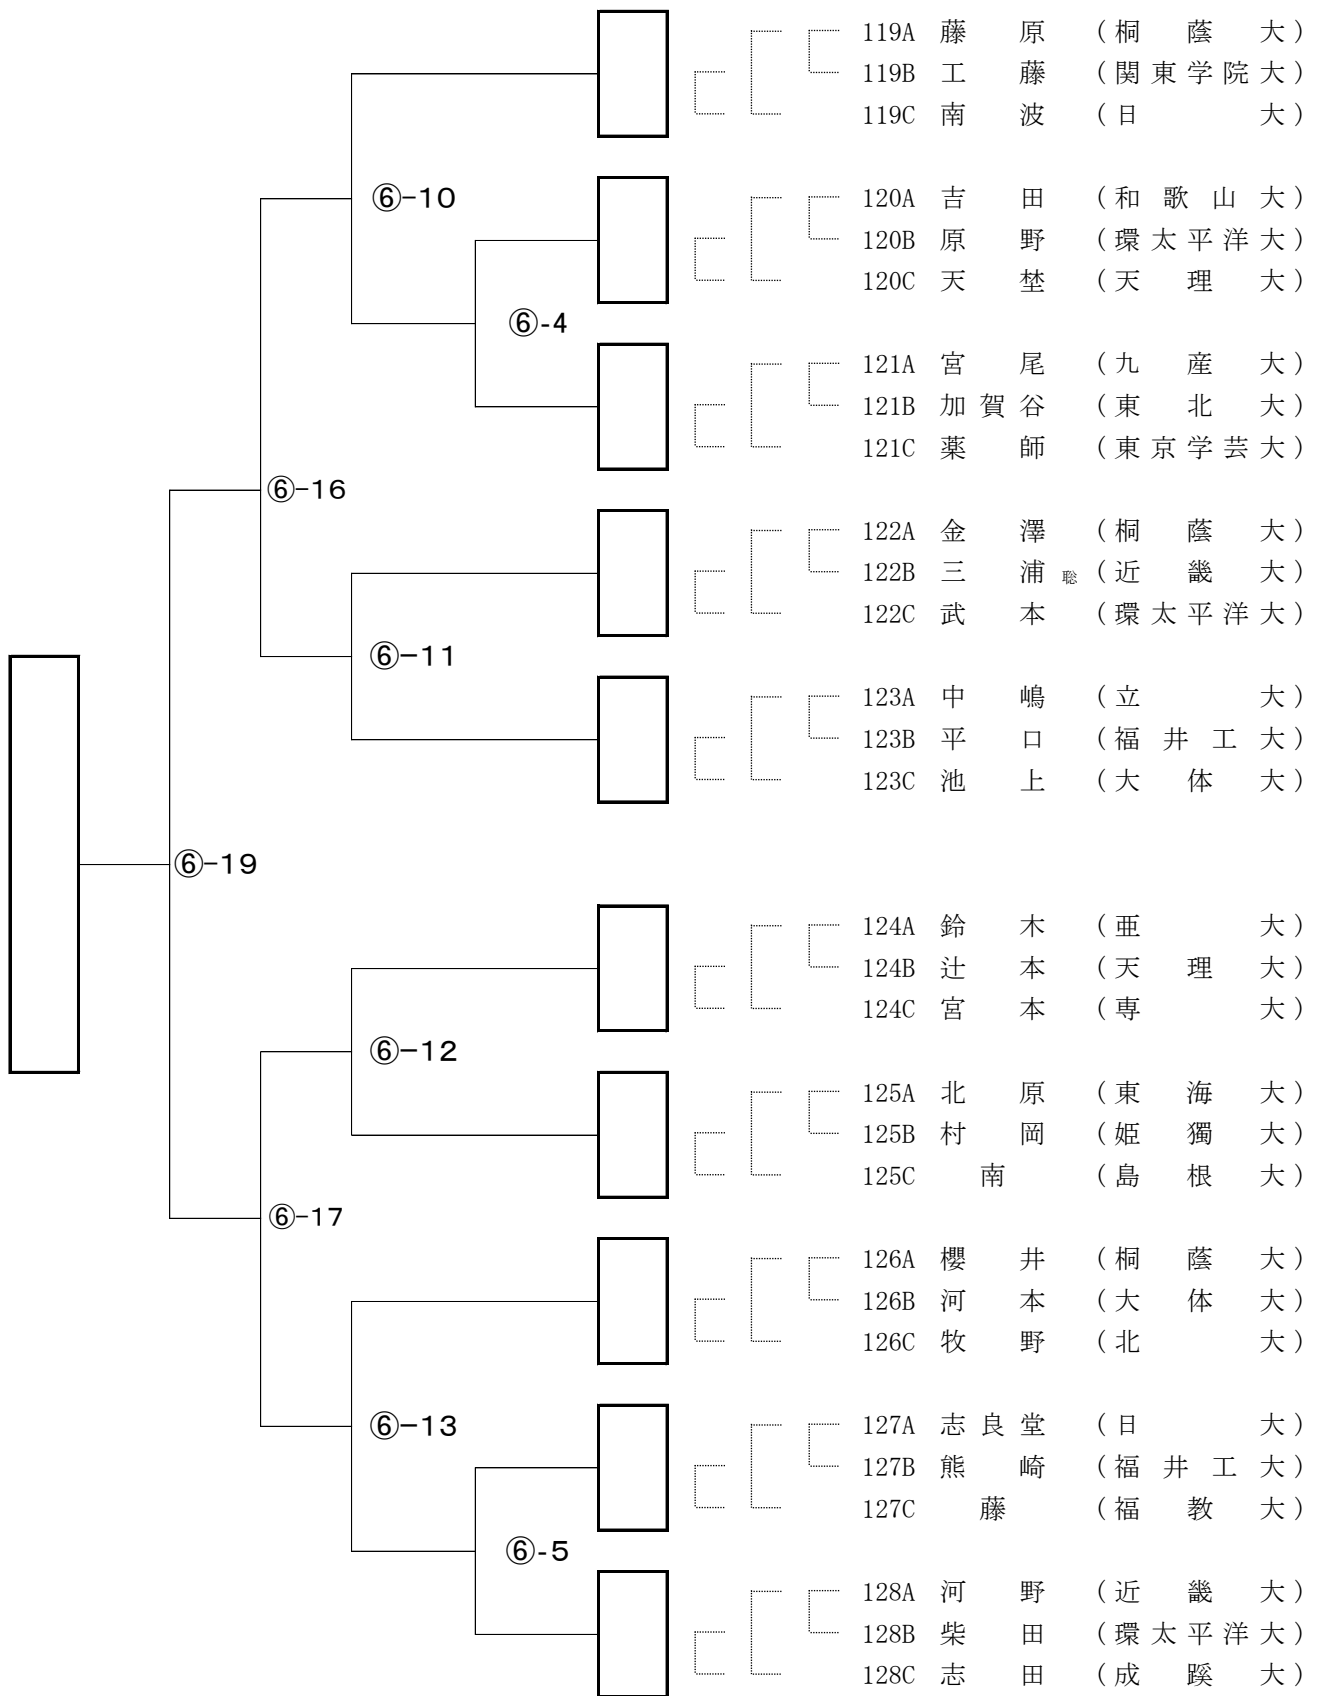 119A 藤原 (桐蔭大)
119B 工藤 (関東学院大)
119C 南波 (日大)
⑥-10
120A 吉田 (和歌山大)
120B 原野 (環太平洋大)
120C 天埜 (天理大)
⑥-4
121A 宮尾 (九産大)
121B 加賀谷 (東北大)
121C 薬師 (東京学芸大)
⑥-16
122A 金澤 (桐蔭大)
122B 三浦聡 (近畿大)
122C 武本 (環太平洋大)
⑥-11
123A 中嶋 (立大)
123B 平口 (福井工大)
123C 池上 (大体大)
⑥-19
124A 鈴木 (亜大)
124B 辻本 (天理大)
124C 宮本 (専大)
⑥-12
125A 北原 (東海大)
125B 村岡 (姫獨大)
125C 南 (島根大)
⑥-17
126A 櫻井 (桐蔭大)
126B 河本 (大体大)
126C 牧野 (北大)
⑥-13
127A 志良堂 (日大)
127B 熊崎 (福井工大)
127C 藤 (福教大)
⑥-5
128A 河野 (近畿大)
128B 柴田 (環太平洋大)
128C 志田 (成蹊大)